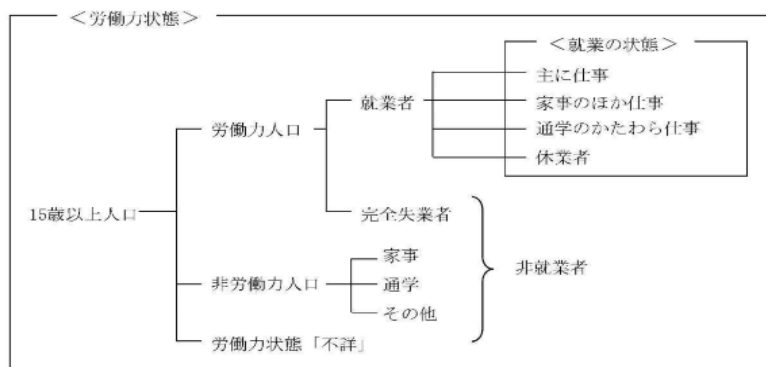 ＜労働力状態＞
＜就業の状態＞
主に仕事
就業者
家事のほか仕事
労働力人口
通学のかたわら仕事
休業者
15歳以上人口
完全失業者
家事
非就業者
非労働力人口
通学
その他
労働力状態「不詳」